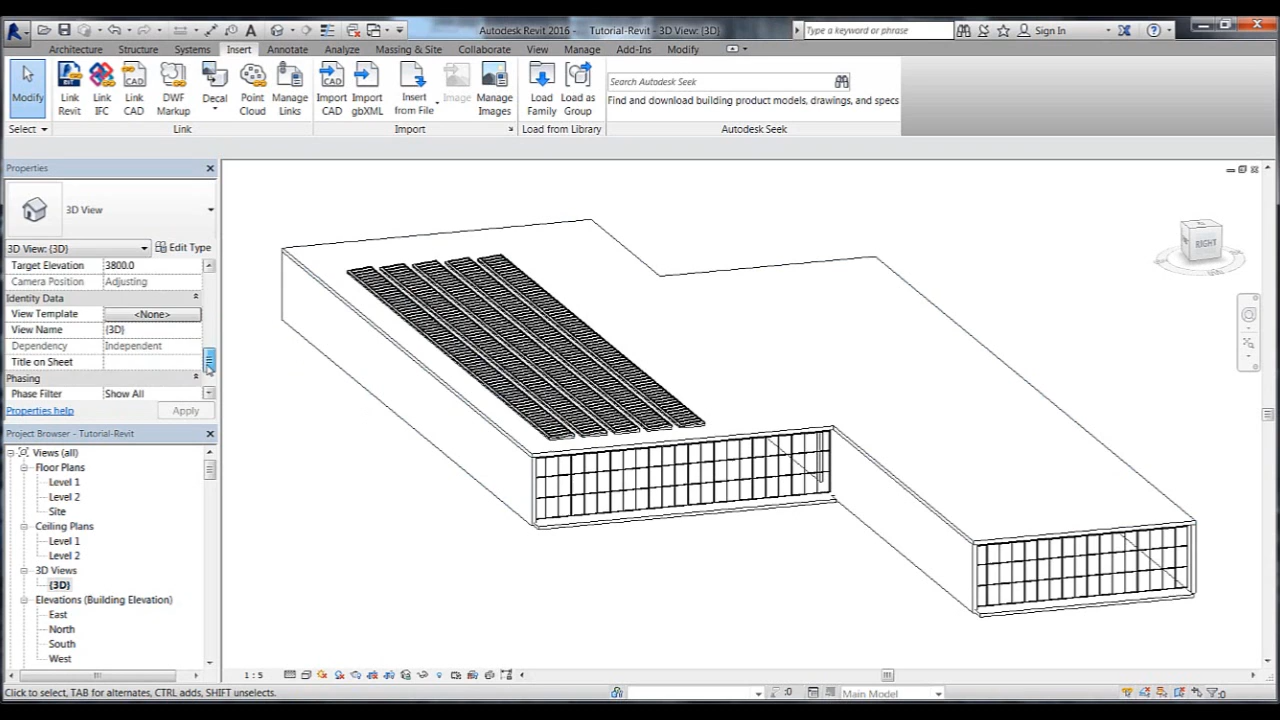 Autodesk Revit 2016 - Tutorial-Revit - 3D View: {3D}
Type a keyword or phrase
Sign In
Architecture Structure Systems Insert Annotate Analyze Massing & Site Collaborate View Manage Add-Ins Modify
Modify
Link Revit
Link IFC
Link CAD
DWF Markup
Decal
Point Cloud
Manage Links
Import CAD
Import gbXML
Insert from File
Image
Manage Images
Load Family
Load as Group
Search Autodesk Seek
Find and download building product models, drawings, and specs
Select
Link
Import
Load from Library
Autodesk Seek
Properties
3D View
3D View: {3D}
Edit Type
Target Elevation 3800.0
Camera Position Adjusting
Identity Data
View Template <None>
View Name {3D}
Dependency Independent
Title on Sheet
Phasing
Phase Filter Show All
Properties help
Apply
Project Browser - Tutorial-Revit
Views (all)
Floor Plans
Level 1
Level 2
Site
Ceiling Plans
Level 1
Level 2
3D Views
{3D}
Elevations (Building Elevation)
East
North
South
West
RIGHT
1 : 5
Click to select, TAB for alternates, CTRL adds, SHIFT unselects.
:0
Main Model
:0